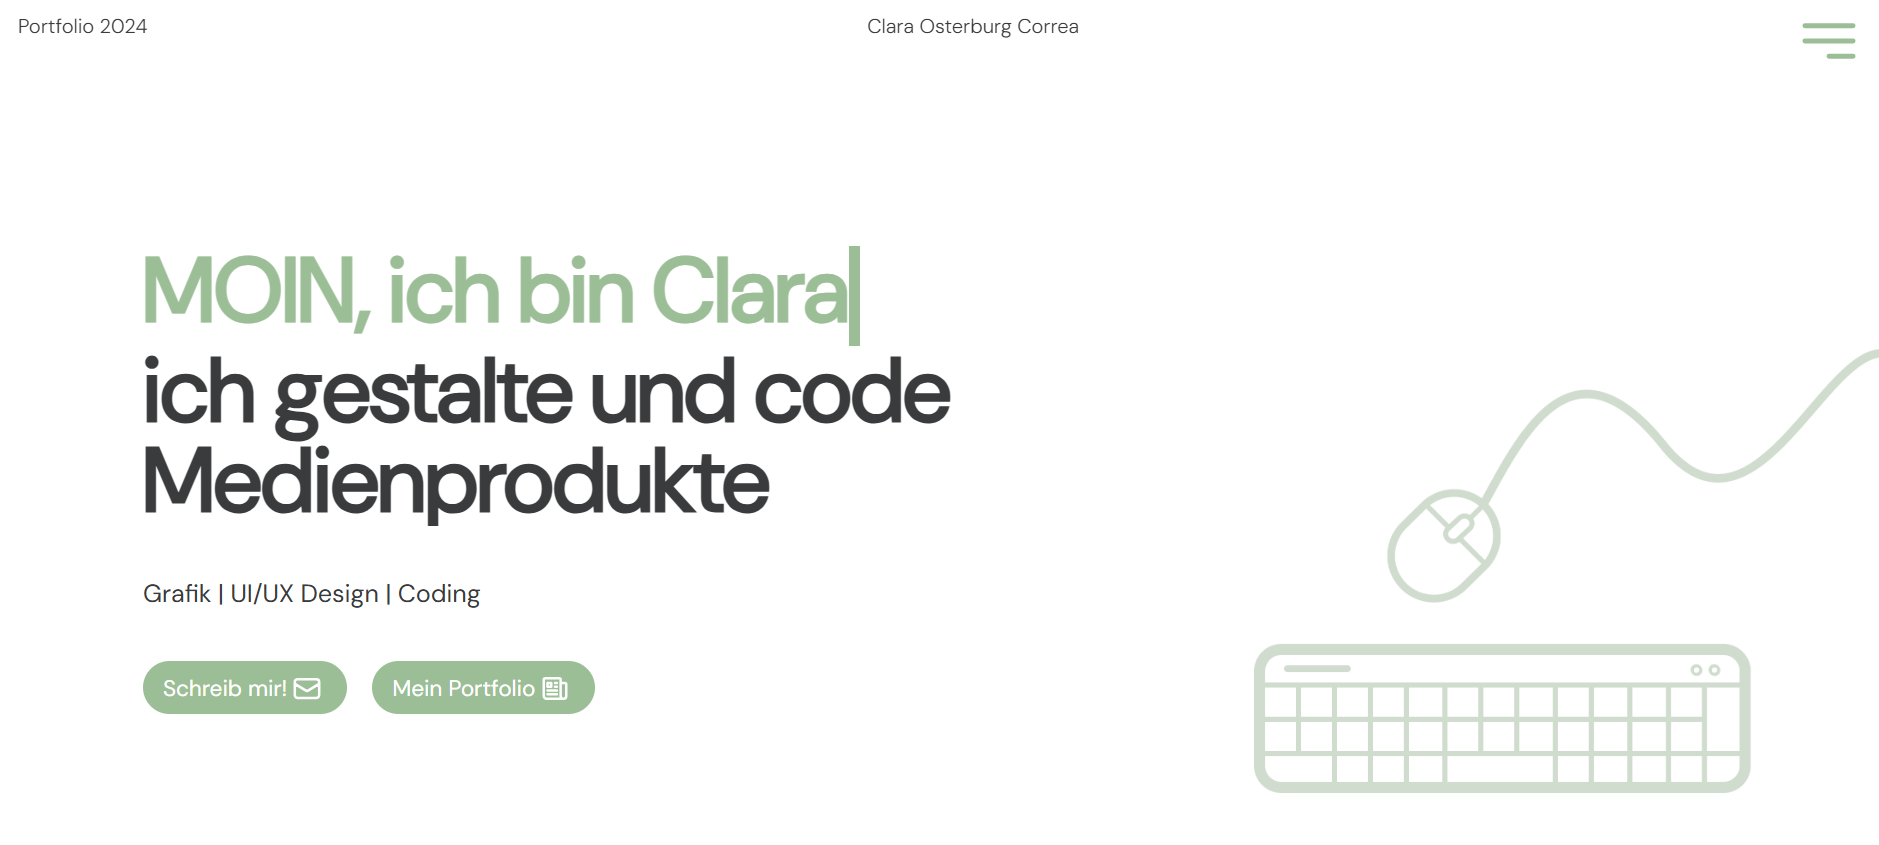 Portfolio 2024
Clara Osterburg Correa
MOIN, ich bin Clara
ich gestalte und code
Medienprodukte
Grafik | UI/UX Design | Coding
Schreib mir!
Mein Portfolio